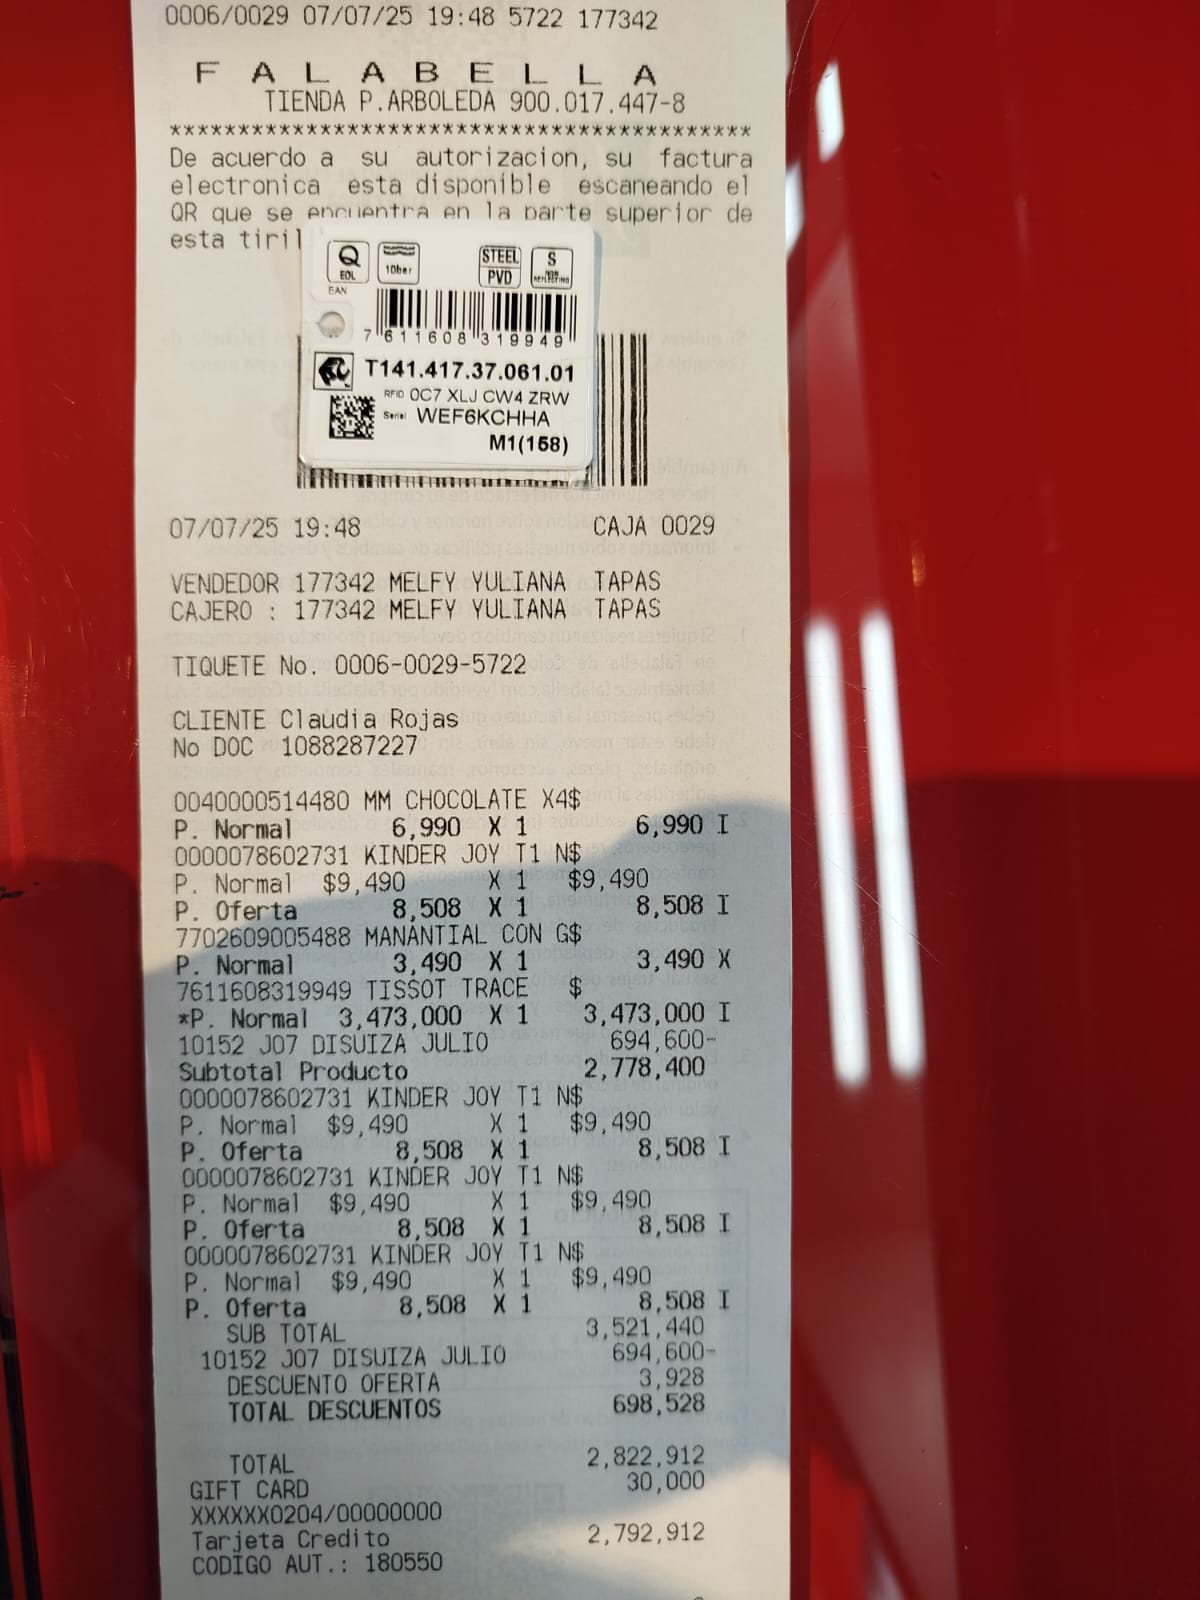 0006/0029 07/07/25 19:48 5722 177342
F A L A B E L L A
TIENDA P.ARBOLEDA 900.017.447-8
*******************************************
De acuerdo a su autorizacion, su factura
electronica esta disponible escaneando el
QR que se encuentra en la parte superior de
esta tiril
Q EOL 10bar STEEL PVD S NON REFLECTING
EAN
7 611608 319949
T141.417.37.061.01
RFID 0C7 XLJ CW4 ZRW
Serial WEF6KCHHA
M1(158)
07/07/25 19:48 CAJA 0029
VENDEDOR 177342 MELFY YULIANA TAPAS
CAJERO : 177342 MELFY YULIANA TAPAS
TIQUETE No. 0006-0029-5722
CLIENTE Claudia Rojas
No DOC 1088287227
0040000514480 MM CHOCOLATE X4$
P. Normal 6,990 X 1 6,990 I
0000078602731 KINDER JOY T1 N$
P. Normal $9,490 X 1 $9,490
P. Oferta 8,508 X 1 8,508 I
7702609005488 MANANTIAL CON G$
P. Normal 3,490 X 1 3,490 X
7611608319949 TISSOT TRACE $
*P. Normal 3,473,000 X 1 3,473,000 I
10152 J07 DISUIZA JULIO 694,600-
Subtotal Producto 2,778,400
0000078602731 KINDER JOY T1 N$
P. Normal $9,490 X 1 $9,490
P. Oferta 8,508 X 1 8,508 I
0000078602731 KINDER JOY T1 N$
P. Normal $9,490 X 1 $9,490
P. Oferta 8,508 X 1 8,508 I
0000078602731 KINDER JOY T1 N$
P. Normal $9,490 X 1 $9,490
P. Oferta 8,508 X 1 8,508 I
SUB TOTAL 3,521,440
10152 J07 DISUIZA JULIO 694,600-
DESCUENTO OFERTA 3,928
TOTAL DESCUENTOS 698,528
TOTAL 2,822,912
GIFT CARD 30,000
XXXXXX0204/00000000
Tarjeta Credito 2,792,912
CODIGO AUT.: 180550